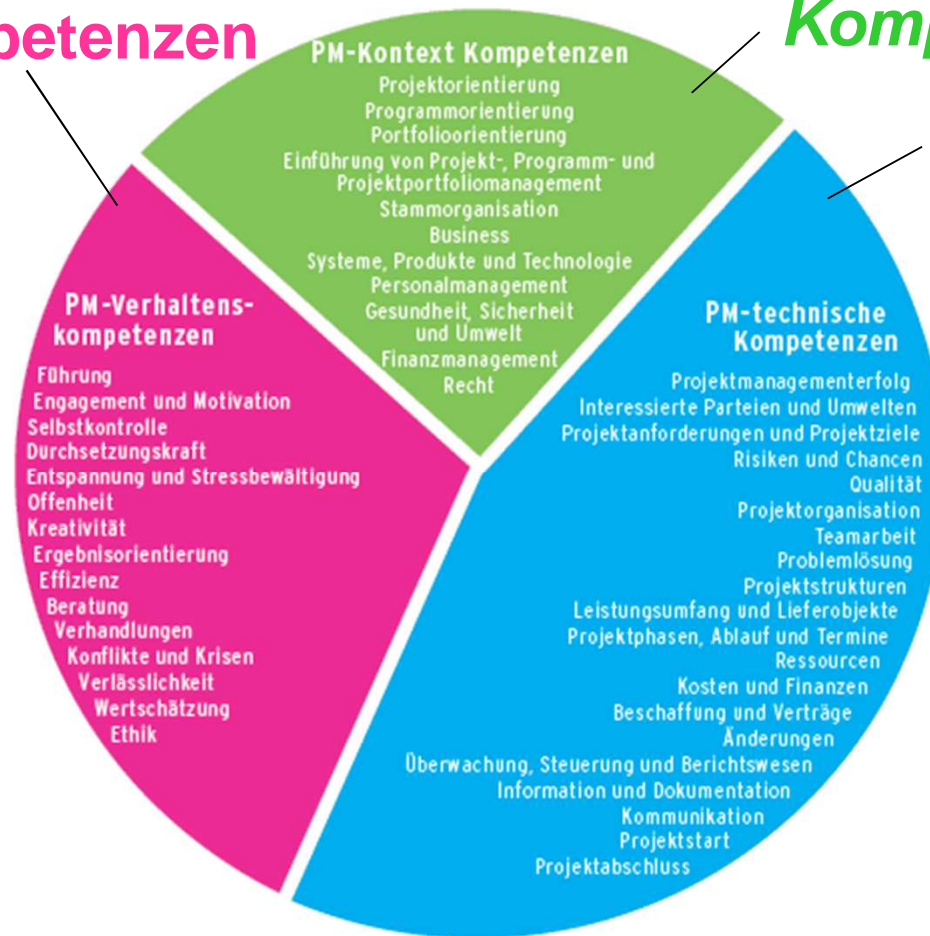 petenzen
Komp
PM-Kontext Kompetenzen
Projektorientierung
Programmorientierung
Portfolioorientierung
Einführung von Projekt-, Programm- und
Projektportfoliomanagement
Stammorganisation
Business
Systeme, Produkte und Technologie
Personalmanagement
Gesundheit, Sicherheit
und Umwelt
Finanzmanagement
Recht
PM-Verhaltens-
kompetenzen
Führung
Engagement und Motivation
Selbstkontrolle
Durchsetzungskraft
Entspannung und Stressbewältigung
Offenheit
Kreativität
Ergebnisorientierung
Effizienz
Beratung
Verhandlungen
Konflikte und Krisen
Verlässlichkeit
Wertschätzung
Ethik
PM-technische
Kompetenzen
Projektmanagementerfolg
Interessierte Parteien und Umwelten
Projektanforderungen und Projektziele
Risiken und Chancen
Qualität
Projektorganisation
Teamarbeit
Problemlösung
Projektstrukturen
Leistungsumfang und Lieferobjekte
Projektphasen, Ablauf und Termine
Ressourcen
Kosten und Finanzen
Beschaffung und Verträge
Änderungen
Überwachung, Steuerung und Berichtswesen
Information und Dokumentation
Kommunikation
Projektstart
Projektabschluss